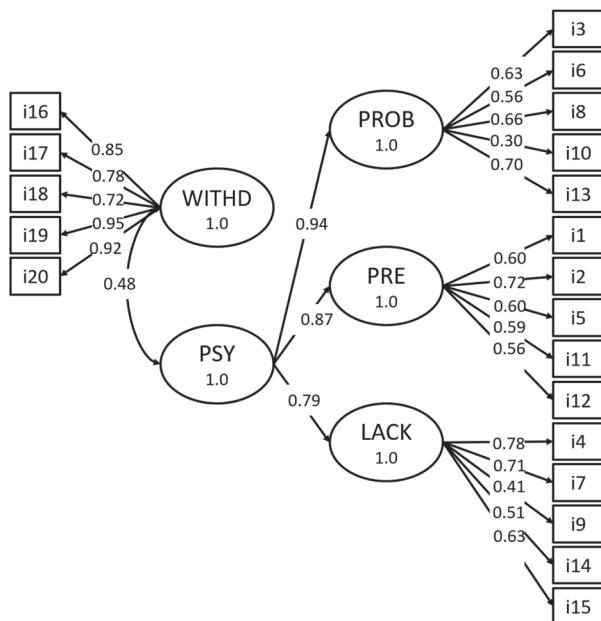 i16
i17
i18
i19
i20
0.85
0.78
0.72
0.95
0.92
WITHD
1.0
0.48
PSY
1.0
0.94
0.87
0.79
PROB
1.0
0.63
0.56
0.66
0.30
0.70
i3
i6
i8
i10
i13
PRE
1.0
0.60
0.72
0.60
0.59
0.56
i1
i2
i5
i11
i12
LACK
1.0
0.78
0.71
0.41
0.51
0.63
i4
i7
i9
i14
i15